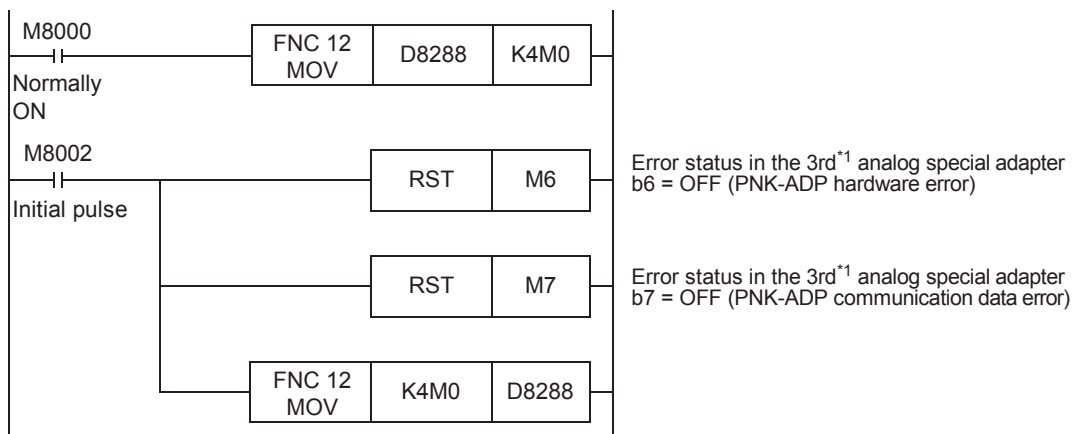 M8000
FNC 12
MOV
D8288
K4M0
Normally
ON
M8002
RST
M6
Error status in the 3rd*1 analog special adapter
b6 = OFF (PNK-ADP hardware error)
Initial pulse
RST
M7
Error status in the 3rd*1 analog special adapter
b7 = OFF (PNK-ADP communication data error)
FNC 12
MOV
K4M0
D8288